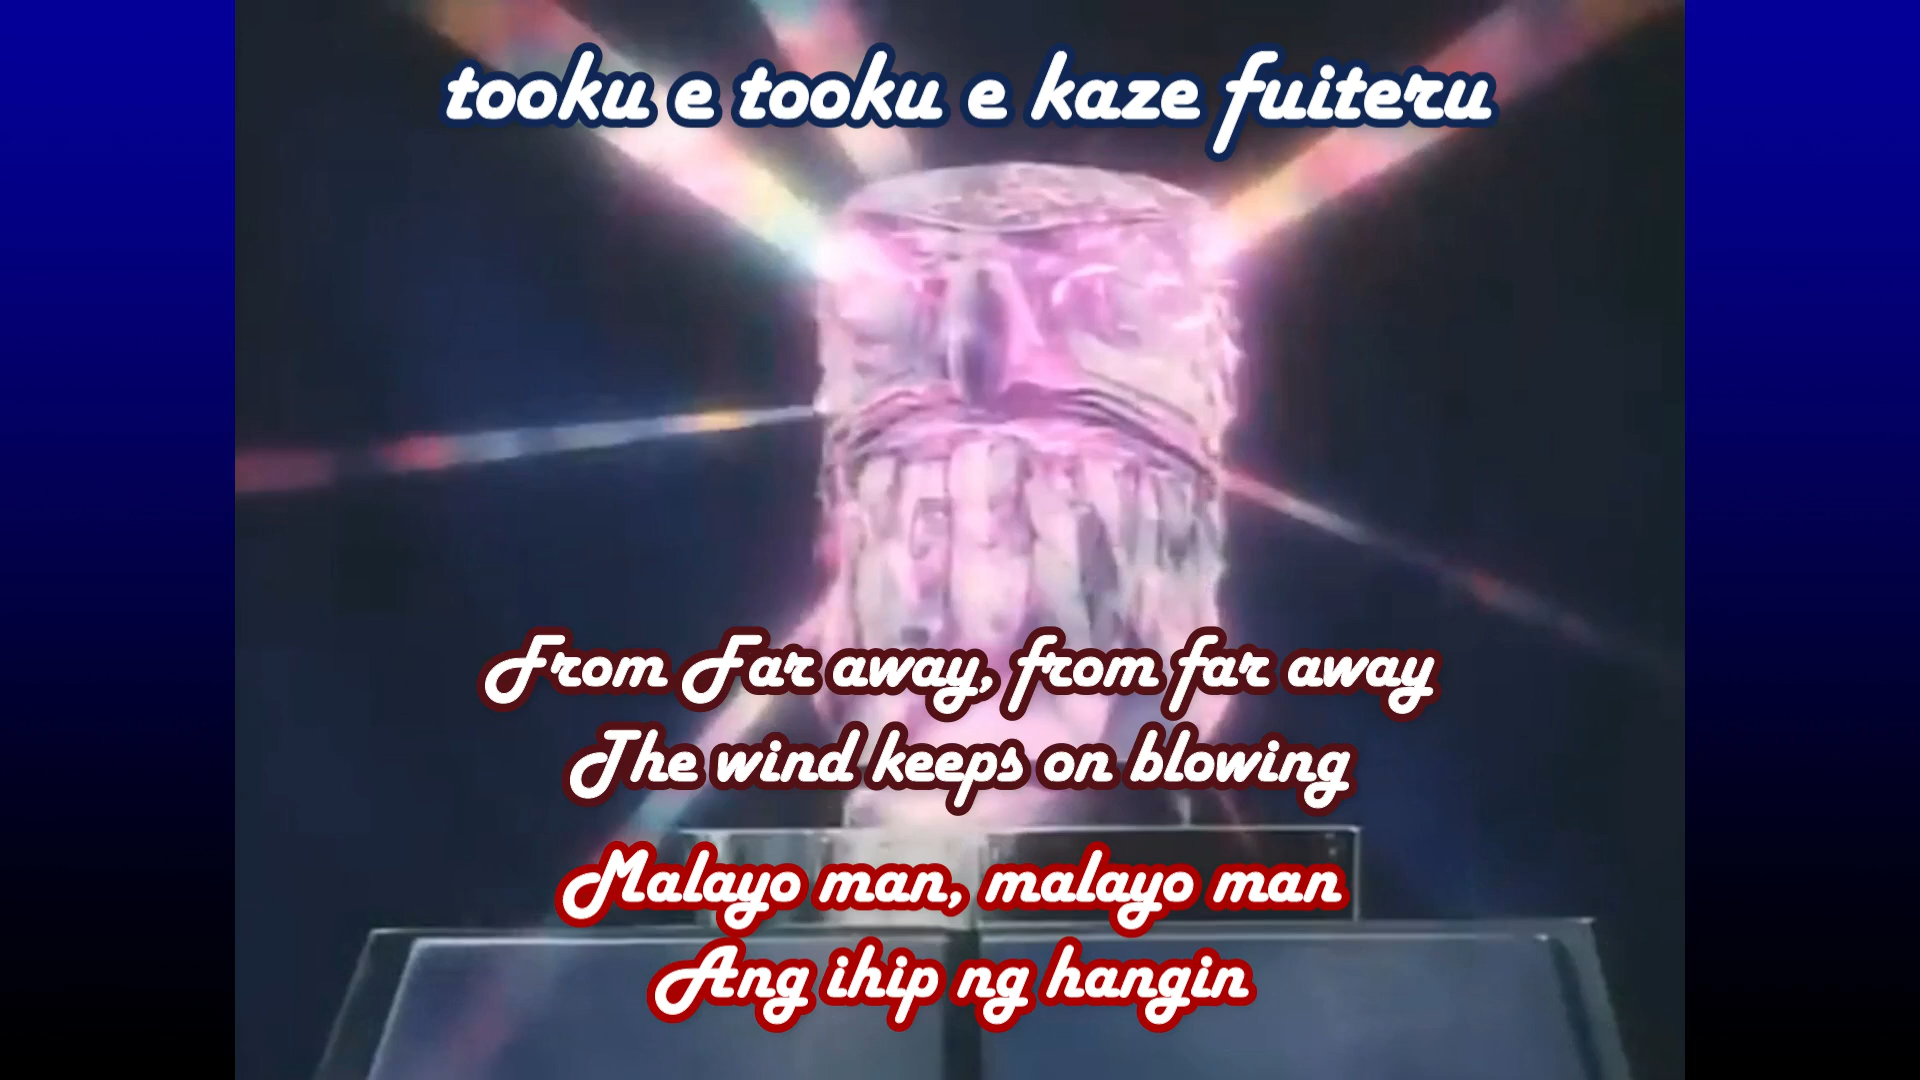 tooku e tooku e kaze fuiteru
From Far away, from far away
The wind keeps on blowing
Malayo man, malayo man
Ang ihip ng hangin